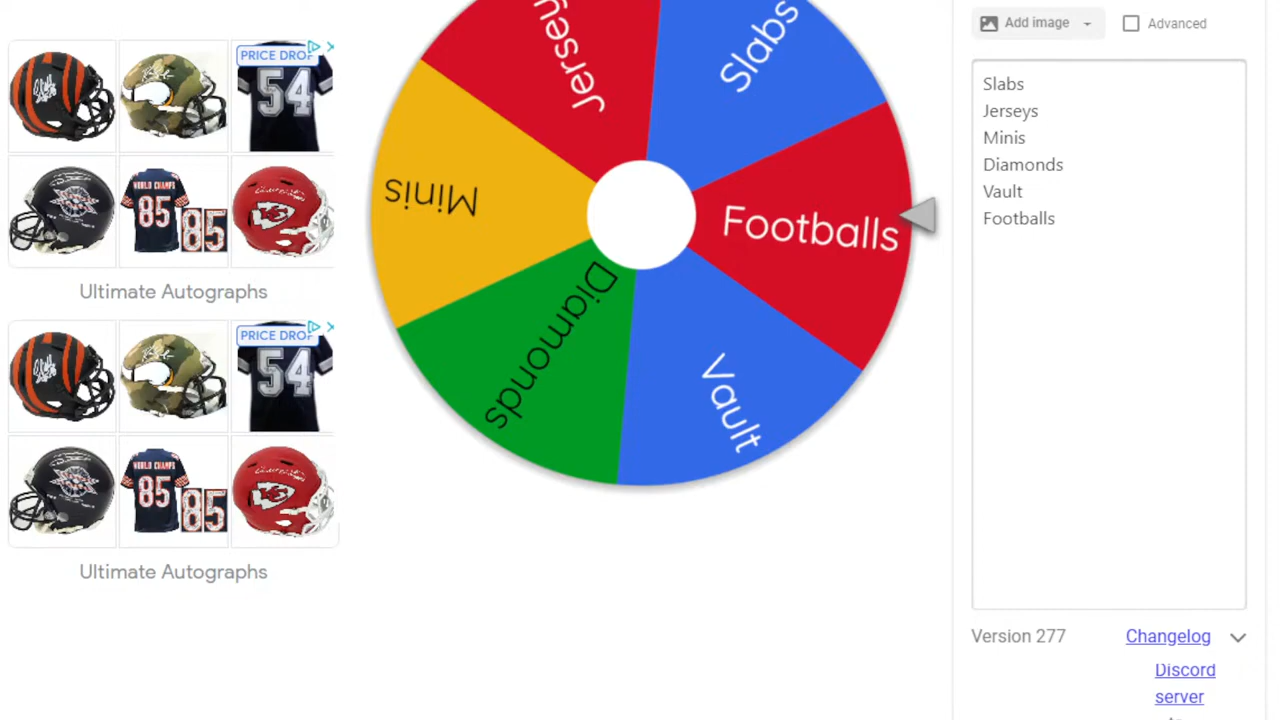 PRICE DROP
54
WORLD CHAMPS
85
85
Ultimate Autographs
PRICE DROP
54
WORLD CHAMPS
85
85
Ultimate Autographs
Jerseys
Slabs
Minis
Footballs
Diamonds
Vault
Add image
Advanced
Slabs
Jerseys
Minis
Diamonds
Vault
Footballs
Version 277
Changelog
Discord
server